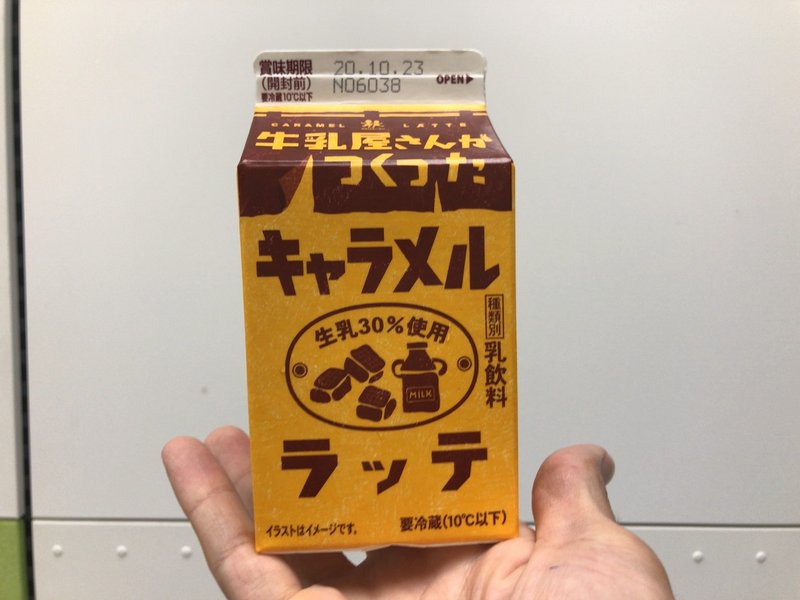 賞味期限 20.10.23
(開封前) N06038
要冷蔵10℃以下
OPEN▶
CARAMEL LATTE
牛乳屋さんが
つくった
キャラメル
種類別 乳飲料
生乳30%使用
MILK
ラッテ
イラストはイメージです。
要冷蔵(10℃以下)